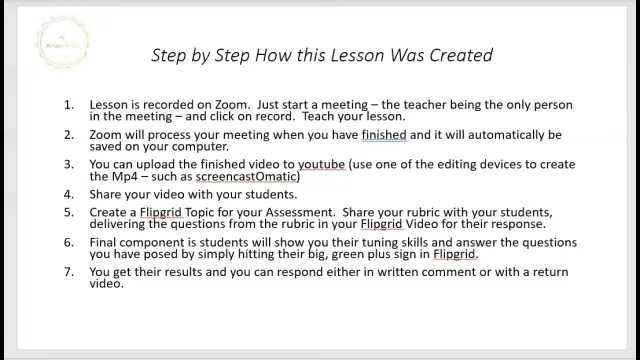 Step by Step How this Lesson Was Created
1. Lesson is recorded on Zoom. Just start a meeting – the teacher being the only person
in the meeting – and click on record. Teach your lesson.
2. Zoom will process your meeting when you have finished and it will automatically be
saved on your computer.
3. You can upload the finished video to youtube (use one of the editing devices to create
the Mp4 – such as screencastOmatic)
4. Share your video with your students.
5. Create a Flipgrid Topic for your Assessment. Share your rubric with your students,
delivering the questions from the rubric in your Flipgrid Video for their response.
6. Final component is students will show you their tuning skills and answer the questions
you have posed by simply hitting their big, green plus sign in Flipgrid.
7. You get their results and you can respond either in written comment or with a return
video.